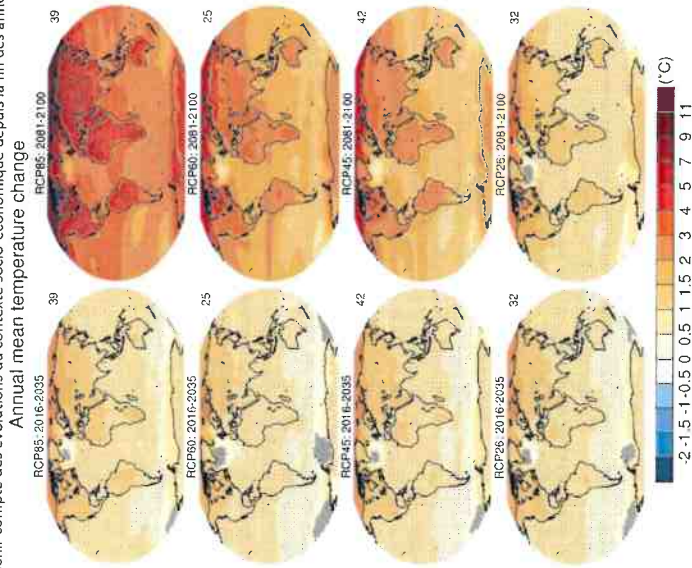 compte des évolutions du contexte socio-économique depuis la fin des
Annual mean temperature change
RCP85: 2016-2035
39
RCP85: 2081-2100
39
RCP60: 2016-2035
25
RCP60: 2081-2100
25
RCP45: 2016-2035
42
RCP45: 2081-2100
42
RCP26: 2016-2035
32
RCP26: 2081-2100
32
-2 -1.5 -1 -0.5 0 0.5 1 1.5 2 3 4 5 7 9 11
(°C)